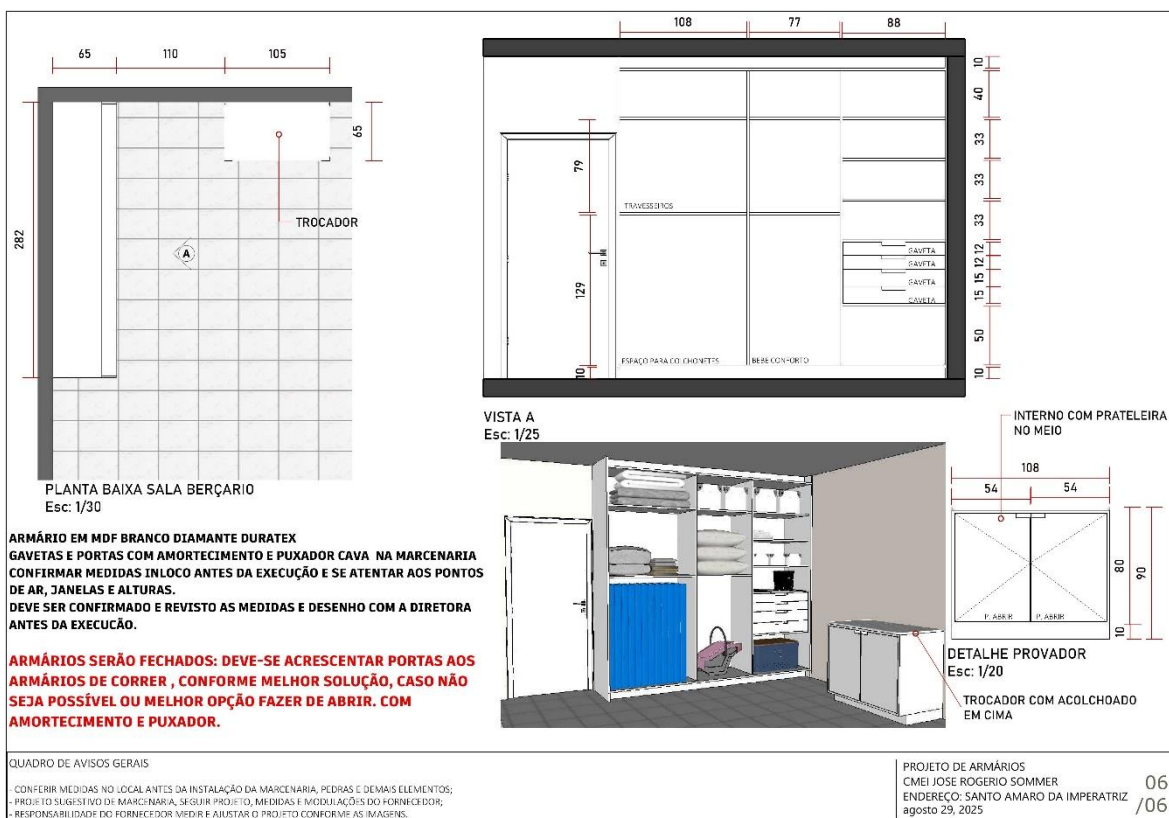 65
110
105
65
282
TROCADOR
A
PLANTA BAIXA SALA BERÇARIO
Esc: 1/30
108
77
88
10
40
33
33
33
12
12
15
15
50
10
79
129
10
TRAVESSEIROS
GAVETA
GAVETA
GAVETA
GAVETA
ESPAÇO PARA COLCHONETES
BEBE CONFORTO
VISTA A
Esc: 1/25
INTERNO COM PRATELEIRA
NO MEIO
108
54
54
80
90
10
P. ABRIR
P. ABRIR
DETALHE PROVADOR
Esc: 1/20
TROCADOR COM ACOLCHOADO
EM CIMA
ARMÁRIO EM MDF BRANCO DIAMANTE DURATEX
GAVETAS E PORTAS COM AMORTECIMENTO E PUXADOR CAVA NA MARCENARIA
CONFIRMAR MEDIDAS INLOCO ANTES DA EXECUÇÃO E SE ATENTAR AOS PONTOS
DE AR, JANELAS E ALTURAS.
DEVE SER CONFIRMADO E REVISTO AS MEDIDAS E DESENHO COM A DIRETORA
ANTES DA EXECUCÃO.
ARMÁRIOS SERÃO FECHADOS: DEVE-SE ACRESCENTAR PORTAS AOS
ARMÁRIOS DE CORRER , CONFORME MELHOR SOLUÇÃO, CASO NÃO
SEJA POSSÍVEL OU MELHOR OPÇÃO FAZER DE ABRIR. COM
AMORTECIMENTO E PUXADOR.
QUADRO DE AVISOS GERAIS
- CONFERIR MEDIDAS NO LOCAL ANTES DA INSTALAÇÃO DA MARCENARIA, PEDRAS E DEMAIS ELEMENTOS;
- PROJETO SUGESTIVO DE MARCENARIA, SEGUIR PROJETO, MEDIDAS E MODULAÇÕES DO FORNECEDOR;
- RESPONSABILIDADE DO FORNECEDOR MEDIR E AJUSTAR O PROJETO CONFORME AS IMAGENS.
PROJETO DE ARMÁRIOS
CMEI JOSE ROGERIO SOMMER
ENDEREÇO: SANTO AMARO DA IMPERATRIZ
agosto 29, 2025
06
/06